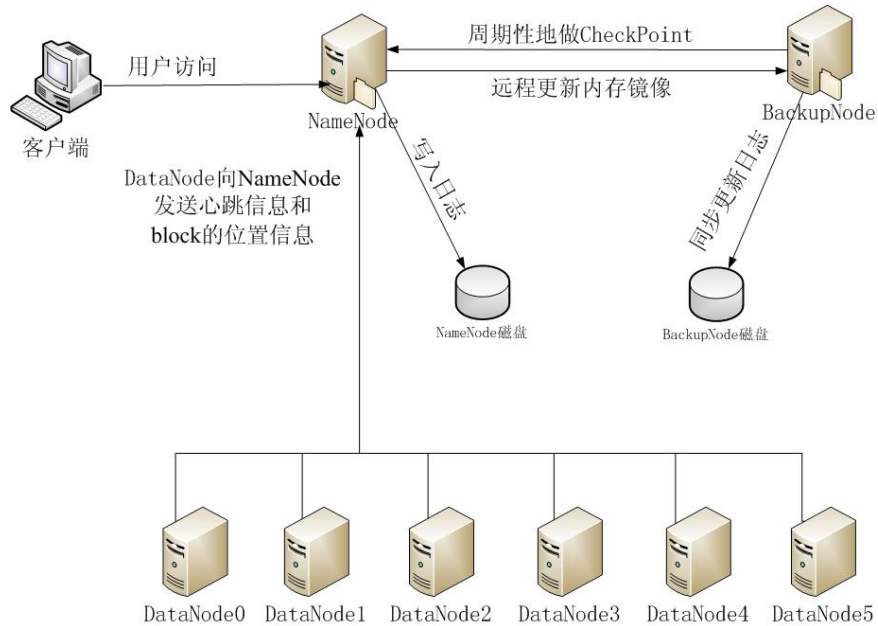 周期性地做CheckPoint
用户访问
远程更新内存镜像
NameNode
BackupNode
客户端
写入日志
同步更新日志
DataNode向NameNode
发送心跳信息和
block的位置信息
NameNode磁盘
BackupNode磁盘
DataNode0
DataNode1
DataNode2
DataNode3
DataNode4
DataNode5